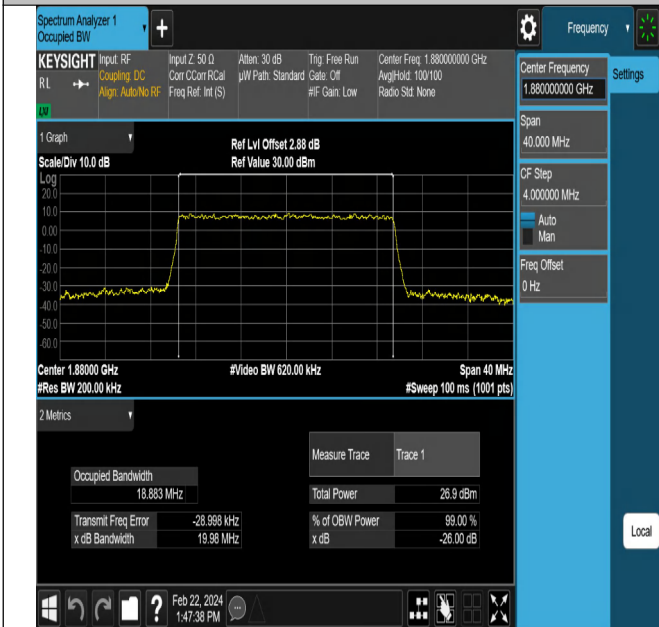 Spectrum Analyzer 1
Occupied BW
Frequency
KEYSIGHT
RL
LXI
Input: RF
Coupling: DC
Align: Auto/No RF
Input Z: 50 Ω
Corr CCorr RCal
Freq Ref: Int (S)
Atten: 30 dB
µW Path: Standard
Trig: Free Run
Gate: Off
#IF Gain: Low
Center Freq: 1.880000000 GHz
Avg|Hold: 100/100
Radio Std: None
Center Frequency
1.880000000 GHz
Settings
Span
40.000 MHz
CF Step
4.000000 MHz
Auto
Man
Freq Offset
0 Hz
Local
1 Graph
Scale/Div 10.0 dB
Ref Lvl Offset 2.88 dB
Ref Value 30.00 dBm
Log
20.0
10.0
0.00
-10.0
-20.0
-30.0
-40.0
-50.0
-60.0
Center 1.88000 GHz
#Res BW 200.00 kHz
#Video BW 620.00 kHz
Span 40 MHz
#Sweep 100 ms (1001 pts)
2 Metrics
Occupied Bandwidth
18.883 MHz
Transmit Freq Error -28.998 kHz
x dB Bandwidth 19.98 MHz
Measure Trace Trace 1
Total Power 26.9 dBm
% of OBW Power 99.00 %
x dB -26.00 dB
Feb 22, 2024
1:47:38 PM